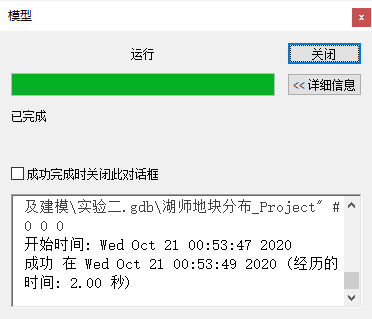 模型
运行
关闭
<< 详细信息
已完成
成功完成时关闭此对话框
及建模\实验二.gdb\湖师地块分布_Project" #
0 0 0
开始时间: Wed Oct 21 00:53:47 2020
成功 在 Wed Oct 21 00:53:49 2020 (经历的
时间: 2.00 秒)